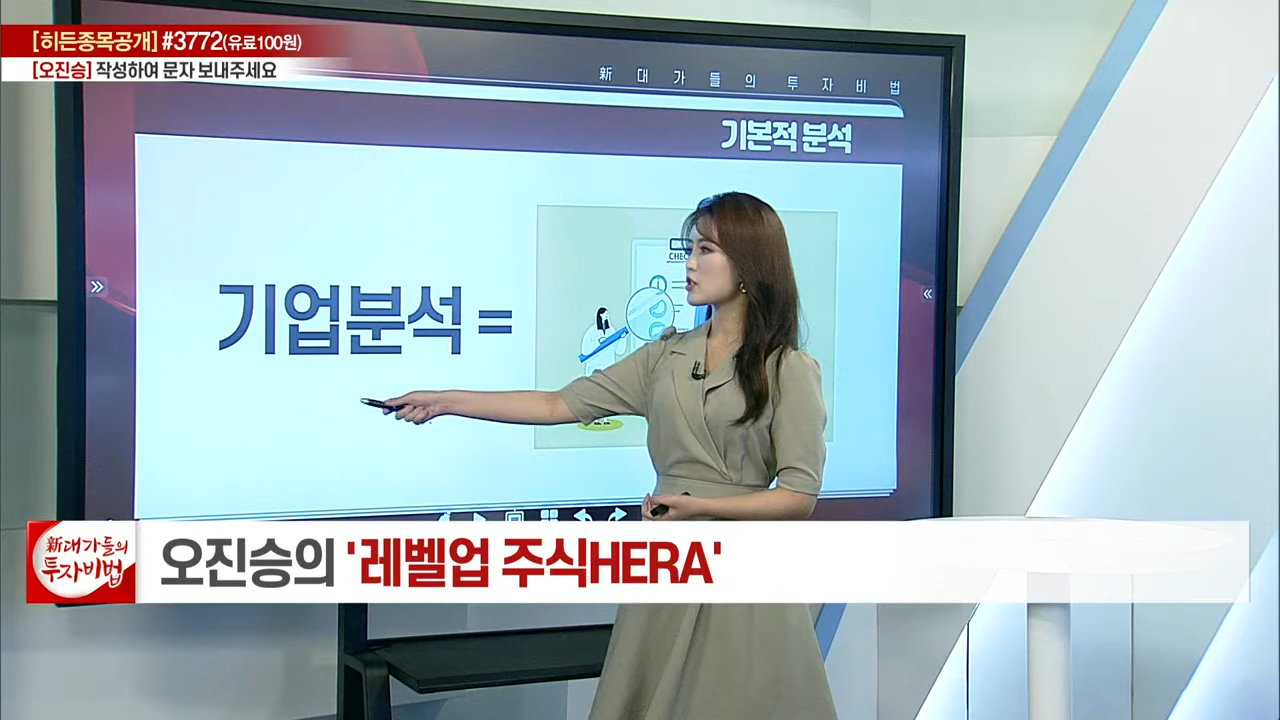 [히든종목공개] #3772(유료100원)
[오진승] 작성하여 문자 보내주세요
新 대 가 들 의 투 자 비 법
기본적 분석
기업분석 =
新대가들의
투자비법
오진승의 '레벨업 주식HERA'